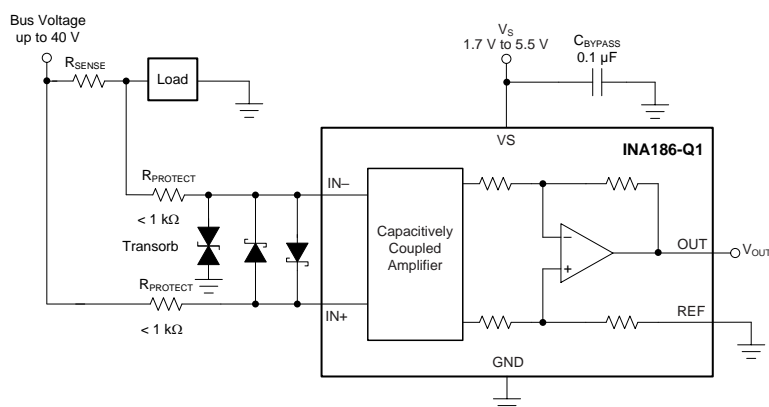 Bus Voltage
up to 40 V
RSENSE
Load
VS
1.7 V to 5.5 V
CBYPASS
0.1 µF
VS
INA186-Q1
RPROTECT
< 1 kΩ
Transorb
IN–
Capacitively
Coupled
Amplifier
–
+
OUT
VOUT
RPROTECT
< 1 kΩ
IN+
REF
GND